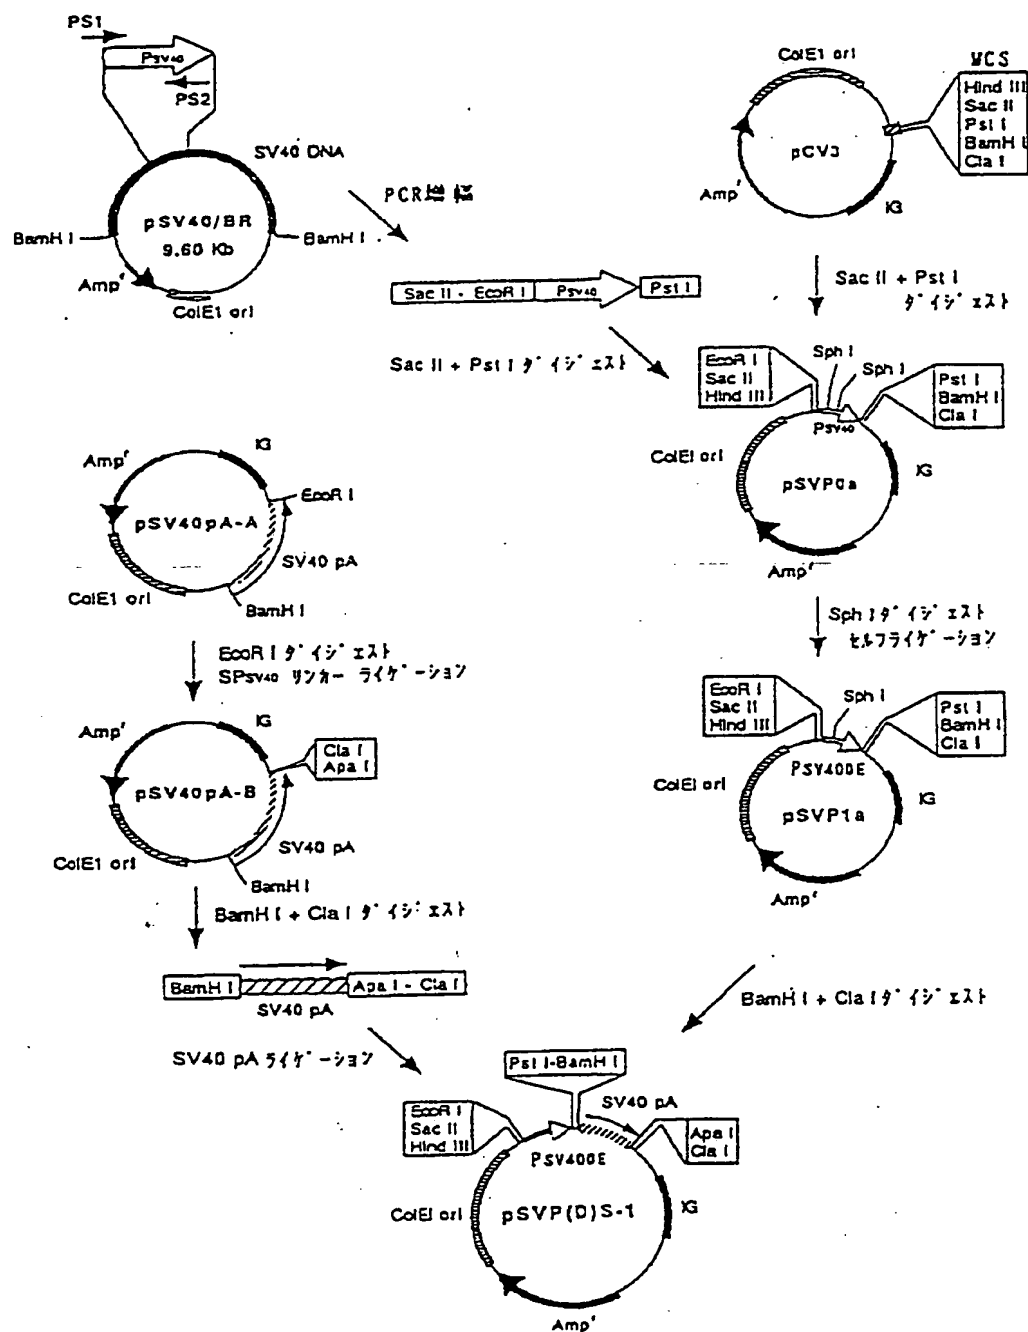 PS1
PSV40
PS2
SV40 DNA
pSV40/BR
9.60 Kb
BamH I
BamH I
Amp r
ColE1 ori
PCR増幅
ColE1 ori
MCS
Hind III
Sac II
Pst I
BamH I
Cla I
pCV3
Amp r
IG
Sac II - EcoR I
PSV40
Pst I
Sac II + Pst I
ダイジェスト
Sac II + Pst I ダイジェスト
EcoR I
Sac II
Hind III
Sph I
Sph I
Pst I
BamH I
Cla I
PSV40
ColEI ori
IG
pSVP0a
Amp r
Amp r
IG
EcoR I
pSV40pA-A
SV40 pA
ColE1 ori
BamH I
Sph I ダイジェスト
セルフライゲーション
EcoR I ダイジェスト
SPSV40 リンカー ライゲーション
EcoR I
Sac II
Hind III
Sph I
Pst I
BamH I
Cla I
PSV40DE
ColEI ori
IG
pSVP1a
Amp r
Amp r
IG
Cla I
Apa I
pSV40pA-B
SV40 pA
ColE1 ori
BamH I
BamH I + Cla I ダイジェスト
BamH I
Apa I - Cla I
SV40 pA
BamH I + Cla I ダイジェスト
SV40 pA ライゲーション
Pst I-BamH I
SV40 pA
EcoR I
Sac II
Hind III
Apa I
Cla I
PSV40DE
ColEI ori
IG
pSVP(D)S-1
Amp r